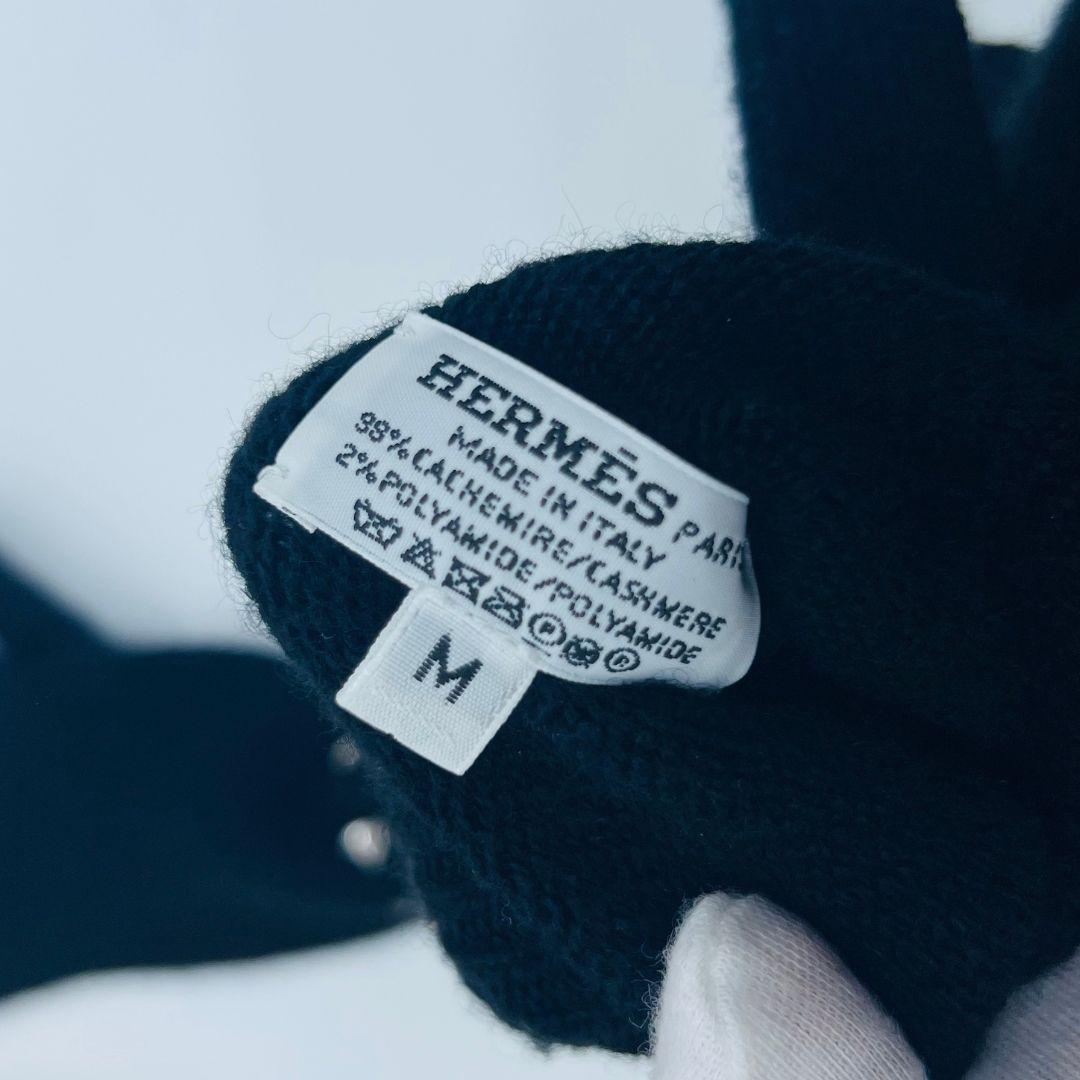 HERMÈS PARIS
MADE IN ITALY
98% CACHEMIRE/CASHMERE
2% POLYAMIDE/POLYAMIDE
P P
M